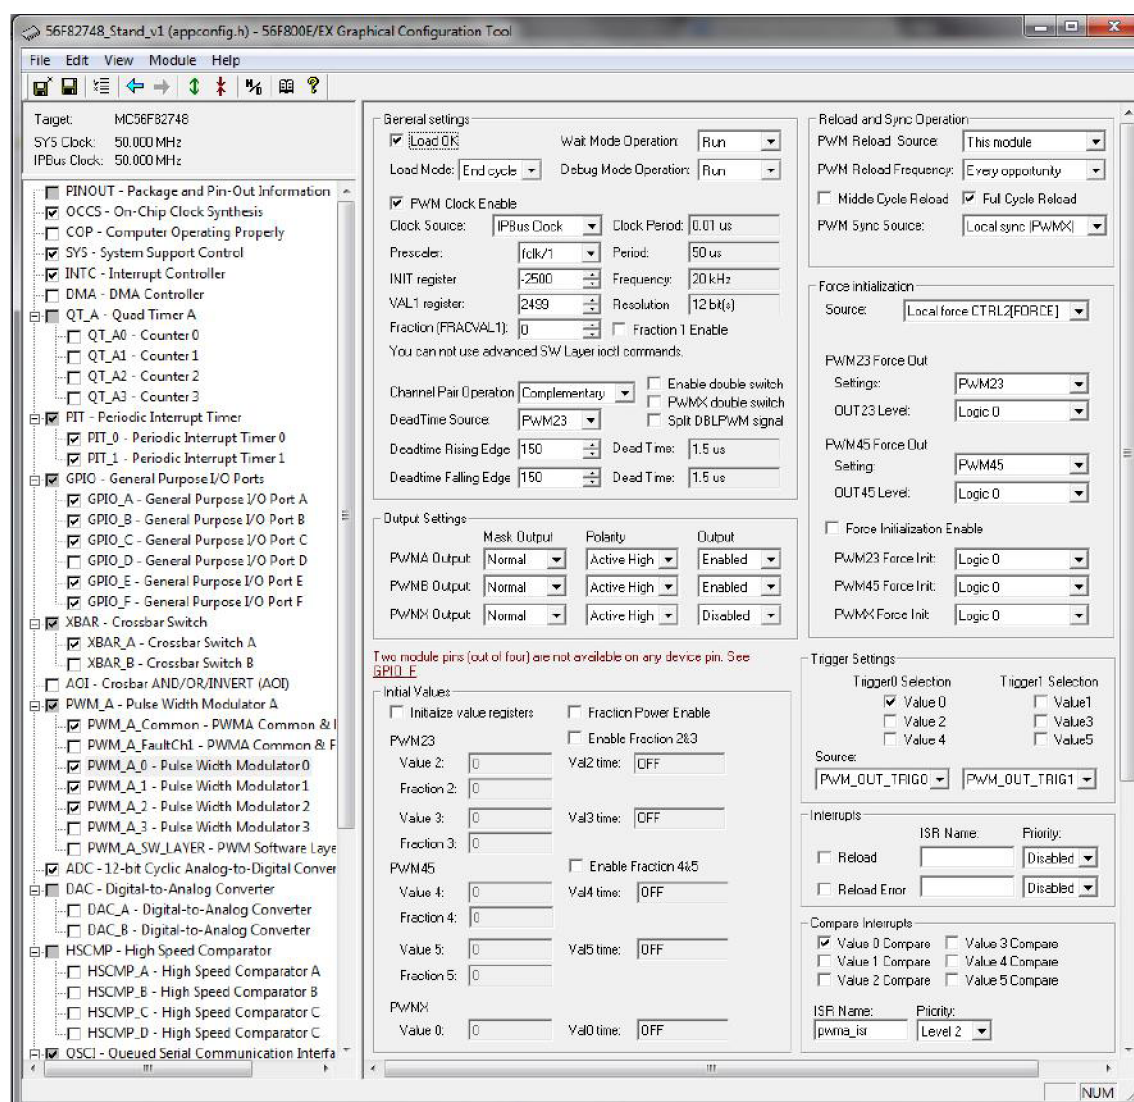 56F82748_Stand_v1 (appconfig.h) - 56F800E/EX Graphical Configuration Tool
File Edit View Module Help
Target: MC56F82748
SYS Clock: 50.000 MHz
IPBus Clock: 50.000 MHz
PINOUT - Package and Pin-Out Information
OCCS - On-Chip Clock Synthesis
COP - Computer Operating Properly
SYS - System Support Control
INTC - Interrupt Controller
DMA - DMA Controller
QT_A - Quad Timer A
QT_A0 - Counter 0
QT_A1 - Counter 1
QT_A2 - Counter 2
QT_A3 - Counter 3
PIT - Periodic Interrupt Timer
PIT_0 - Periodic Interrupt Timer 0
PIT_1 - Periodic Interrupt Timer 1
GPIO - General Purpose I/O Ports
GPIO_A - General Purpose I/O Port A
GPIO_B - General Purpose I/O Port B
GPIO_C - General Purpose I/O Port C
GPIO_D - General Purpose I/O Port D
GPIO_E - General Purpose I/O Port E
GPIO_F - General Purpose I/O Port F
XBAR - Crossbar Switch
XBAR_A - Crossbar Switch A
XBAR_B - Crossbar Switch B
AOI - Crosbar AND/OR/INVERT (AOI)
PWM_A - Pulse Width Modulator A
PWM_A_Common - PWMA Common & I
PWM_A_FaultCh1 - PWMA Common & F
PWM_A_0 - Pulse Width Modulator 0
PWM_A_1 - Pulse Width Modulator 1
PWM_A_2 - Pulse Width Modulator 2
PWM_A_3 - Pulse Width Modulator 3
PWM_A_SW_LAYER - PWM Software Laye
ADC - 12-bit Cyclic Analog-to-Digital Conver
DAC - Digital-to-Analog Converter
DAC_A - Digital-to-Analog Converter
DAC_B - Digital-to-Analog Converter
HSCMP - High Speed Comparator
HSCMP_A - High Speed Comparator A
HSCMP_B - High Speed Comparator B
HSCMP_C - High Speed Comparator C
HSCMP_D - High Speed Comparator C
QSCI - Queued Serial Communication Interfa
General settings
Load OK Wait Mode Operation: Run
Load Mode: End cycle Debug Mode Operation: Run
PWM Clock Enable
Clock Source: IPBus Clock Clock Period: 0.01 us
Prescaler: fclk/1 Period: 50 us
INIT register -2500 Frequency: 20 kHz
VAL1 register: 2499 Resolution 12 bit(s)
Fraction (FRACVAL1): 0 Fraction 1 Enable
You can not use advanced SW Layer ioctl commands.
Channel Pair Operation Complementary Enable double switch
PWMX double switch
DeadTime Source: PWM23 Split DBLPWM signal
Deadtime Rising Edge 150 Dead Time: 1.5 us
Deadtime Falling Edge 150 Dead Time: 1.5 us
Output Settings
Mask Output Polarity Output
PWMA Output: Normal Active High Enabled
PWMB Output: Normal Active High Enabled
PWMX Output: Normal Active High Disabled
Two module pins (out of four) are not available on any device pin. See
GPIO_E
Initial Values
Initialize value registers Fraction Power Enable
PWM23 Enable Fraction 2&3
Value 2: 0 Val2 time: OFF
Fraction 2: 0
Value 3: 0 Val3 time: OFF
Fraction 3: 0
PWM45 Enable Fraction 4&5
Value 4: 0 Val4 time: OFF
Fraction 4: 0
Value 5: 0 Val5 time: OFF
Fraction 5: 0
PWMX
Value 0: 0 Val0 time: OFF
Reload and Sync Operation
PWM Reload Source: This module
PWM Reload Frequency: Every opportunity
Middle Cycle Reload Full Cycle Reload
PWM Sync Source: Local sync (PWMX)
Force initialization
Source: Local force CTRL2[FORCE]
PWM23 Force Out
Settings: PWM23
OUT23 Level: Logic 0
PWM45 Force Out
Setting: PWM45
OUT45 Level: Logic 0
Force Initialization Enable
PWM23 Force Init: Logic 0
PWM45 Force Init: Logic 0
PWMX Force Init: Logic 0
Trigger Settings
Trigger0 Selection Trigger1 Selection
Value 0 Value1
Value 2 Value3
Value 4 Value5
Source:
PWM_OUT_TRIG0 PWM_OUT_TRIG1
Interrupts
ISR Name: Priority:
Reload Disabled
Reload Error Disabled
Compare Interrupts
Value 0 Compare Value 3 Compare
Value 1 Compare Value 4 Compare
Value 2 Compare Value 5 Compare
ISR Name: Priority:
pwma_isr Level 2
NUM